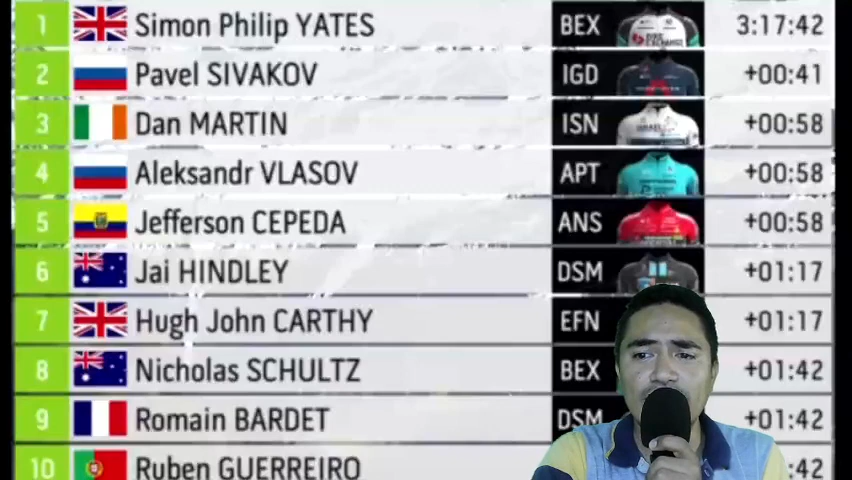 1 Simon Philip YATES BEX 3:17:42
2 Pavel SIVAKOV IGD +00:41
3 Dan MARTIN ISN +00:58
4 Aleksandr VLASOV APT +00:58
5 Jefferson CEPEDA ANS +00:58
6 Jai HINDLEY DSM +01:17
7 Hugh John CARTHY EFN +01:17
8 Nicholas SCHULTZ BEX +01:42
9 Romain BARDET DSM +01:42
10 Ruben GUERREIRO :42